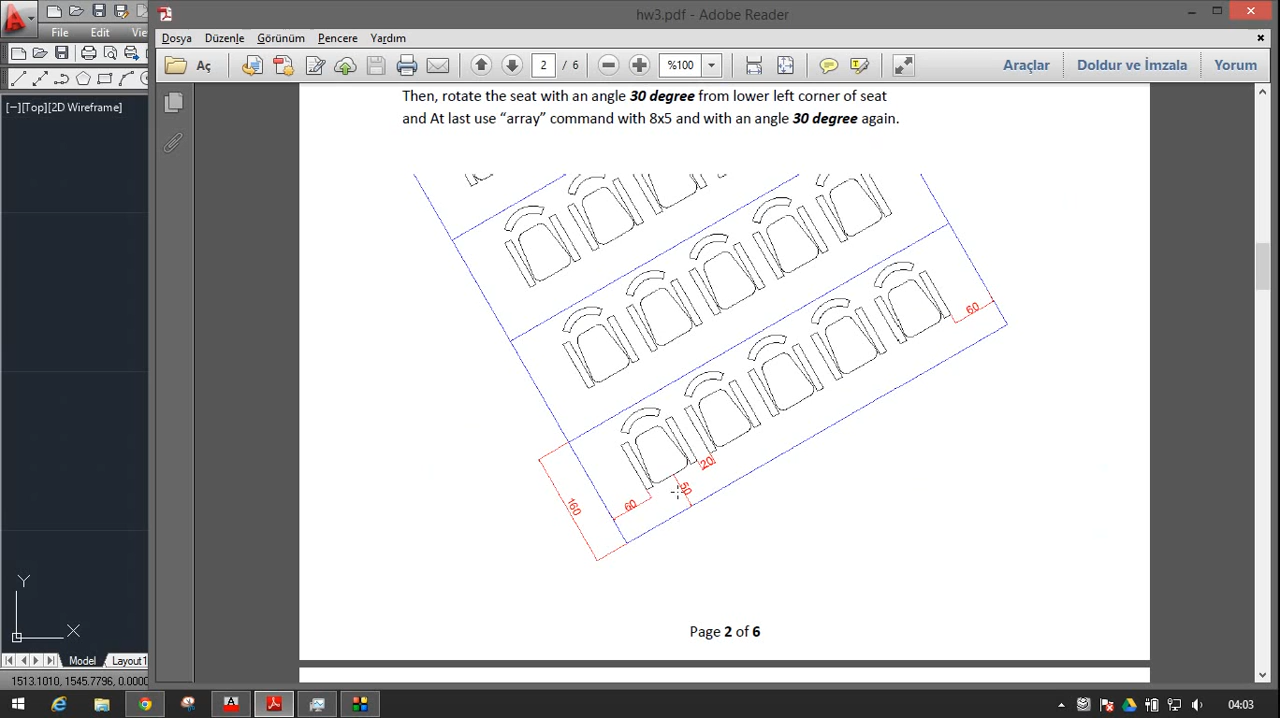 hw3.pdf - Adobe Reader
File Edit Vi
Dosya Düzenle Görünüm Pencere Yardım
Aç 2 / 6 %100 Araçlar Doldur ve İmzala Yorum
[−][Top][2D Wireframe]
Then, rotate the seat with an angle 30 degree from lower left corner of seat
and At last use “array” command with 8x5 and with an angle 30 degree again.
60
20
50
60
160
Y
X
Page 2 of 6
Model Layout1
1513.1010, 1545.7796, 0.0000
04:03